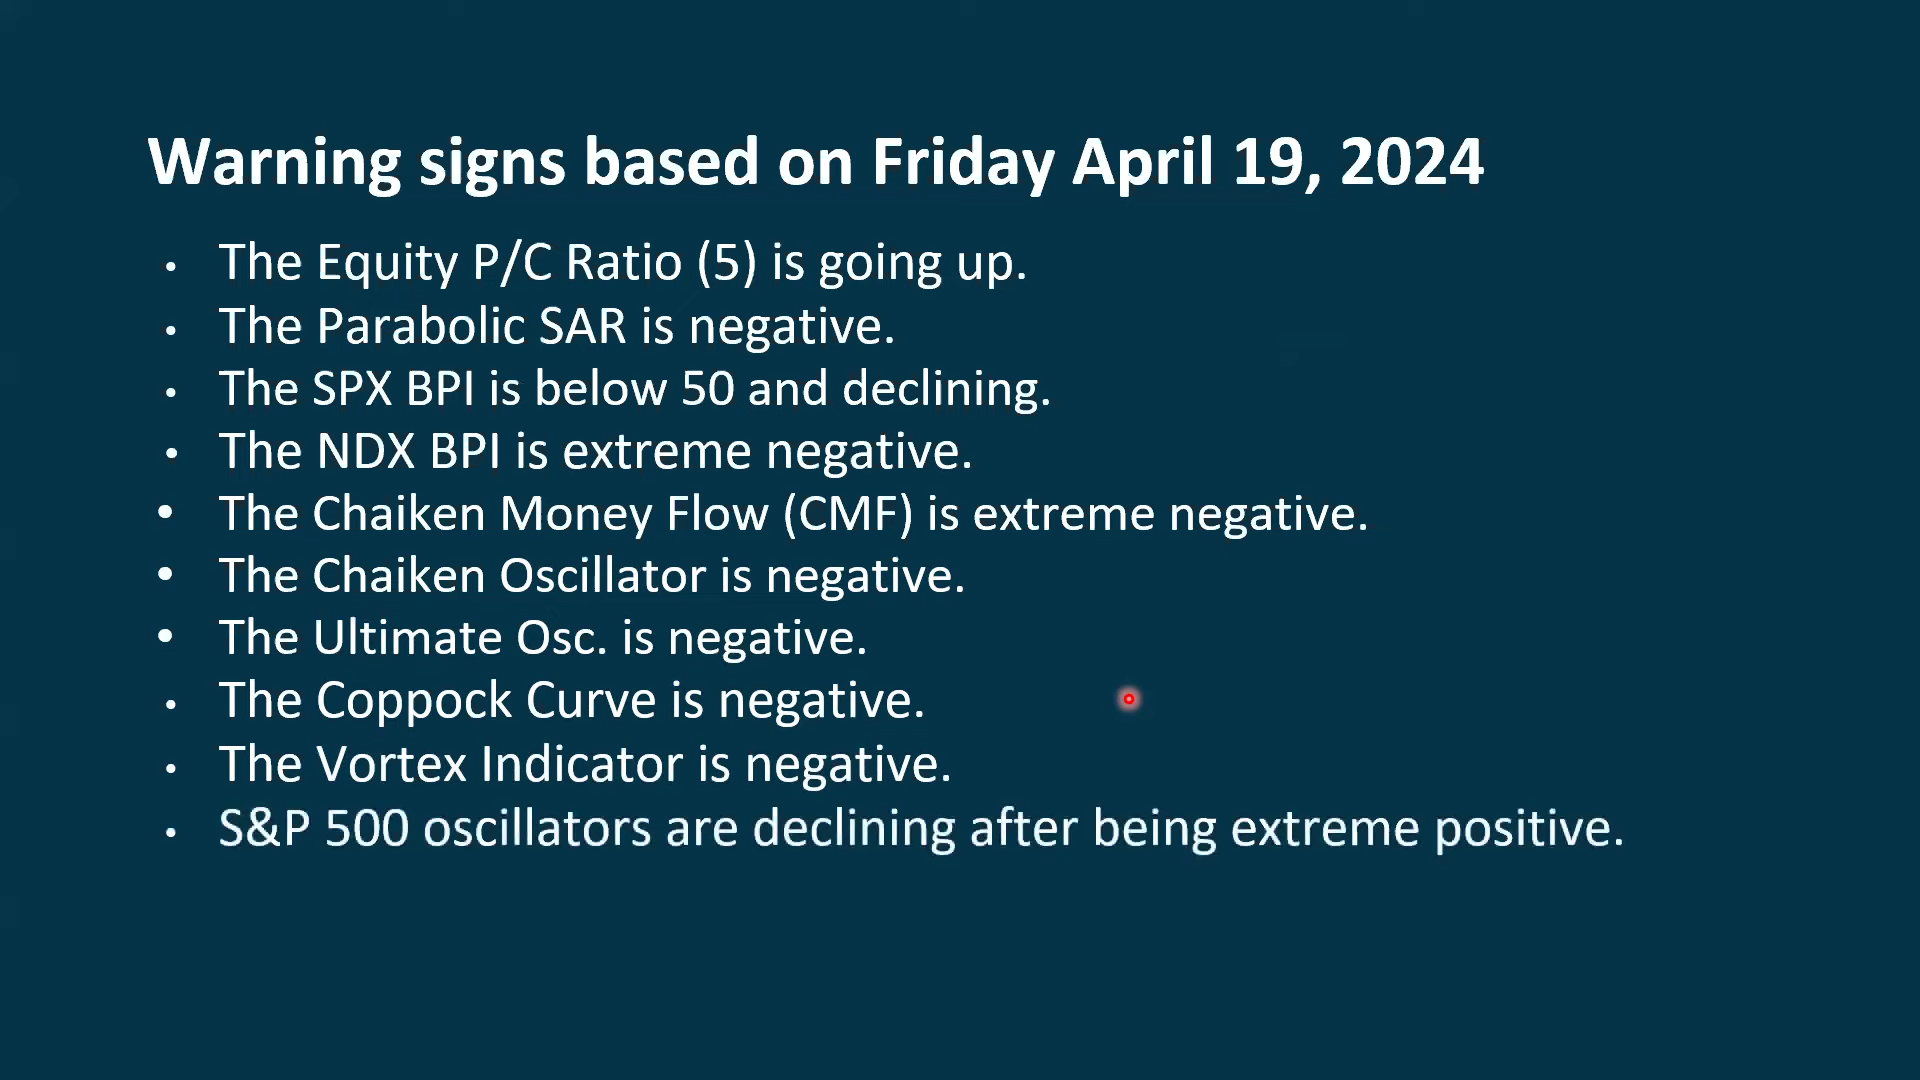 Warning signs based on Friday April 19, 2024
• The Equity P/C Ratio (5) is going up.
• The Parabolic SAR is negative.
• The SPX BPI is below 50 and declining.
• The NDX BPI is extreme negative.
• The Chaiken Money Flow (CMF) is extreme negative.
• The Chaiken Oscillator is negative.
• The Ultimate Osc. is negative.
• The Coppock Curve is negative.
• The Vortex Indicator is negative.
• S&P 500 oscillators are declining after being extreme positive.